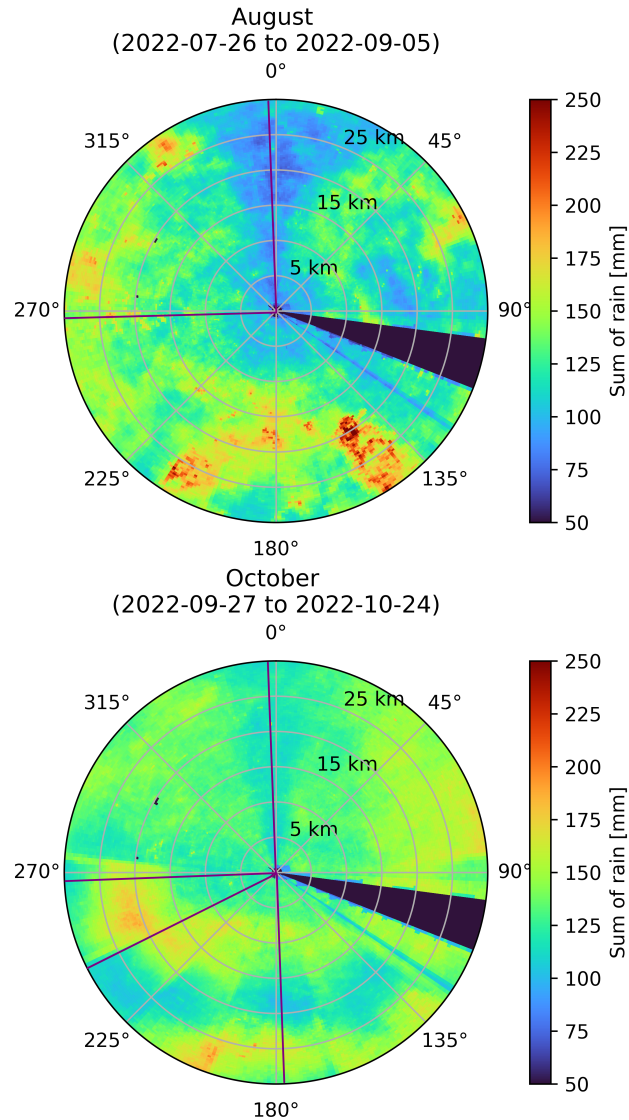 August
(2022-07-26 to 2022-09-05)
0°
315°
25 km
45°
15 km
5 km
270°
90°
225°
135°
180°
250
225
200
175
150
125
100
75
50
Sum of rain [mm]
October
(2022-09-27 to 2022-10-24)
0°
315°
25 km
45°
15 km
5 km
270°
90°
225°
135°
180°
250
225
200
175
150
125
100
75
50
Sum of rain [mm]